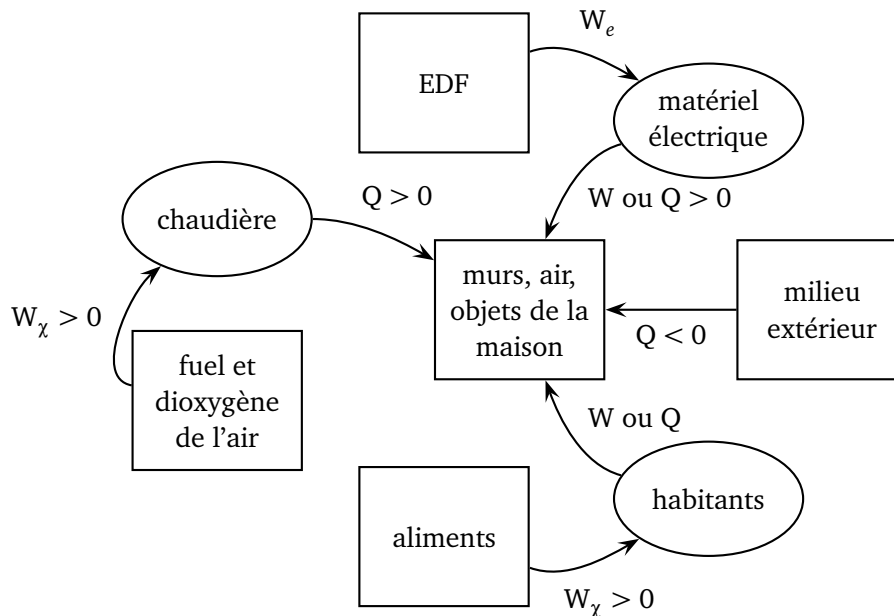 W_e
EDF
matériel
électrique
Q > 0
W ou Q > 0
chaudière
murs, air,
objets de la
maison
milieu
extérieur
W_χ > 0
Q < 0
fuel et
dioxygène
de l’air
W ou Q
habitants
aliments
W_χ > 0